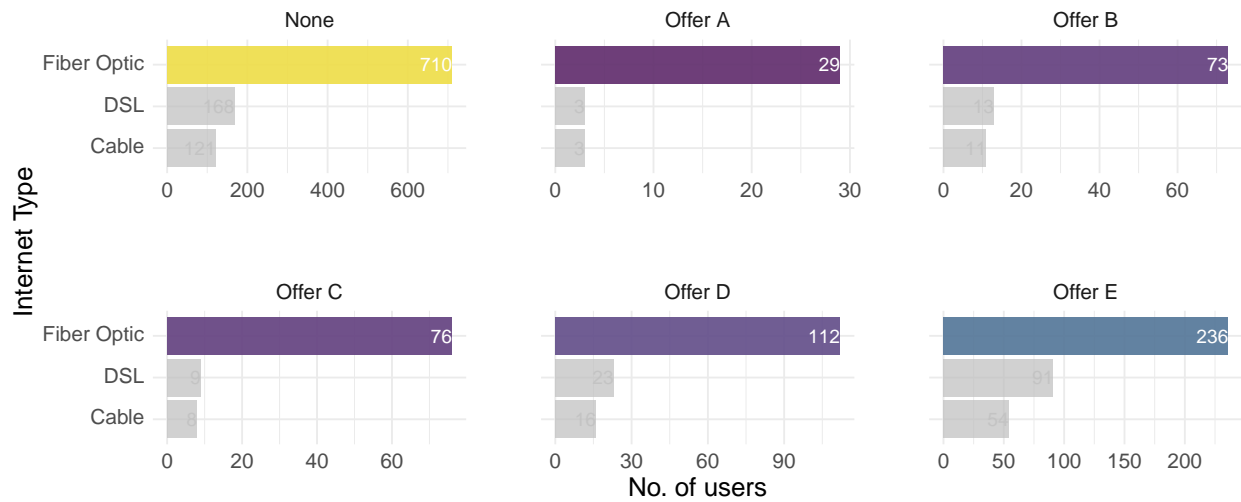 None
Offer A
Offer B
Fiber Optic
DSL
Cable
710
168
121
29
3
3
73
13
11
0 200 400 600
0 10 20 30
0 20 40 60
Internet Type
Offer C
Offer D
Offer E
Fiber Optic
DSL
Cable
76
9
8
112
23
16
236
91
54
0 20 40 60
0 30 60 90
0 50 100 150 200
No. of users